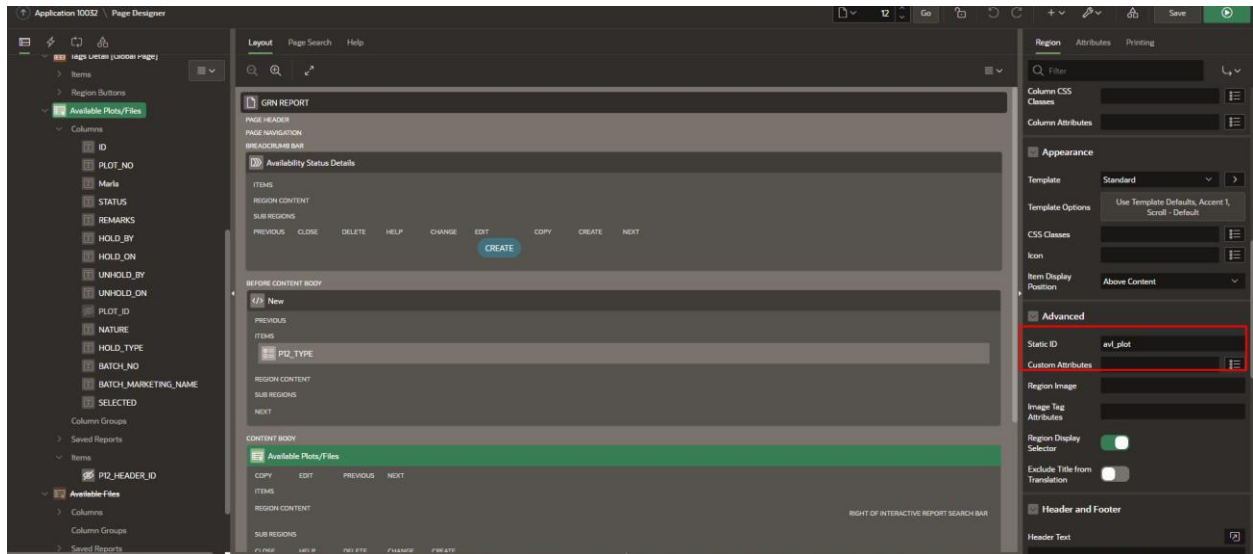 Application 10032 \ Page Designer
12
Go
Save
Tags Detail [Global Page]
Items
Region Buttons
Available Plots/Files
Columns
ID
PLOT_NO
Marla
STATUS
REMARKS
HOLD_BY
HOLD_ON
UNHOLD_BY
UNHOLD_ON
PLOT_ID
NATURE
HOLD_TYPE
BATCH_NO
BATCH_MARKETING_NAME
SELECTED
Column Groups
Saved Reports
Items
P12_HEADER_ID
Available Files
Columns
Column Groups
Saved Reports
Layout Page Search Help
GRN REPORT
PAGE HEADER
PAGE NAVIGATION
BREADCRUMB BAR
Availability Status Details
ITEMS
REGION CONTENT
SUB REGIONS
PREVIOUS CLOSE DELETE HELP CHANGE EDIT COPY CREATE NEXT
CREATE
BEFORE CONTENT BODY
New
PREVIOUS
ITEMS
P12_TYPE
REGION CONTENT
SUB REGIONS
NEXT
CONTENT BODY
Available Plots/Files
COPY EDIT PREVIOUS NEXT
ITEMS
REGION CONTENT
RIGHT OF INTERACTIVE REPORT SEARCH BAR
SUB REGIONS
CLOSE HELP DELETE CHANGE CREATE
Region Attributes Printing
Filter
Column CSS
Classes
Column Attributes
Appearance
Template Standard
Template Options Use Template Defaults, Accent 1,
Scroll - Default
CSS Classes
Icon
Item Display
Position Above Content
Advanced
Static ID avl_plot
Custom Attributes
Region Image
Image Tag
Attributes
Region Display
Selector
Exclude Title from
Translation
Header and Footer
Header Text